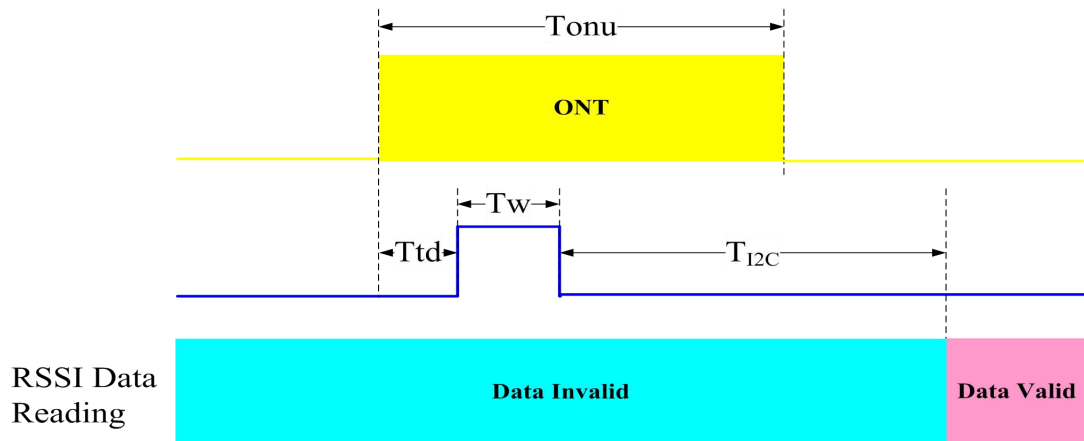 Tonu
ONT
Tw
Ttd
TI2C
RSSI Data
Reading
Data Invalid
Data Valid